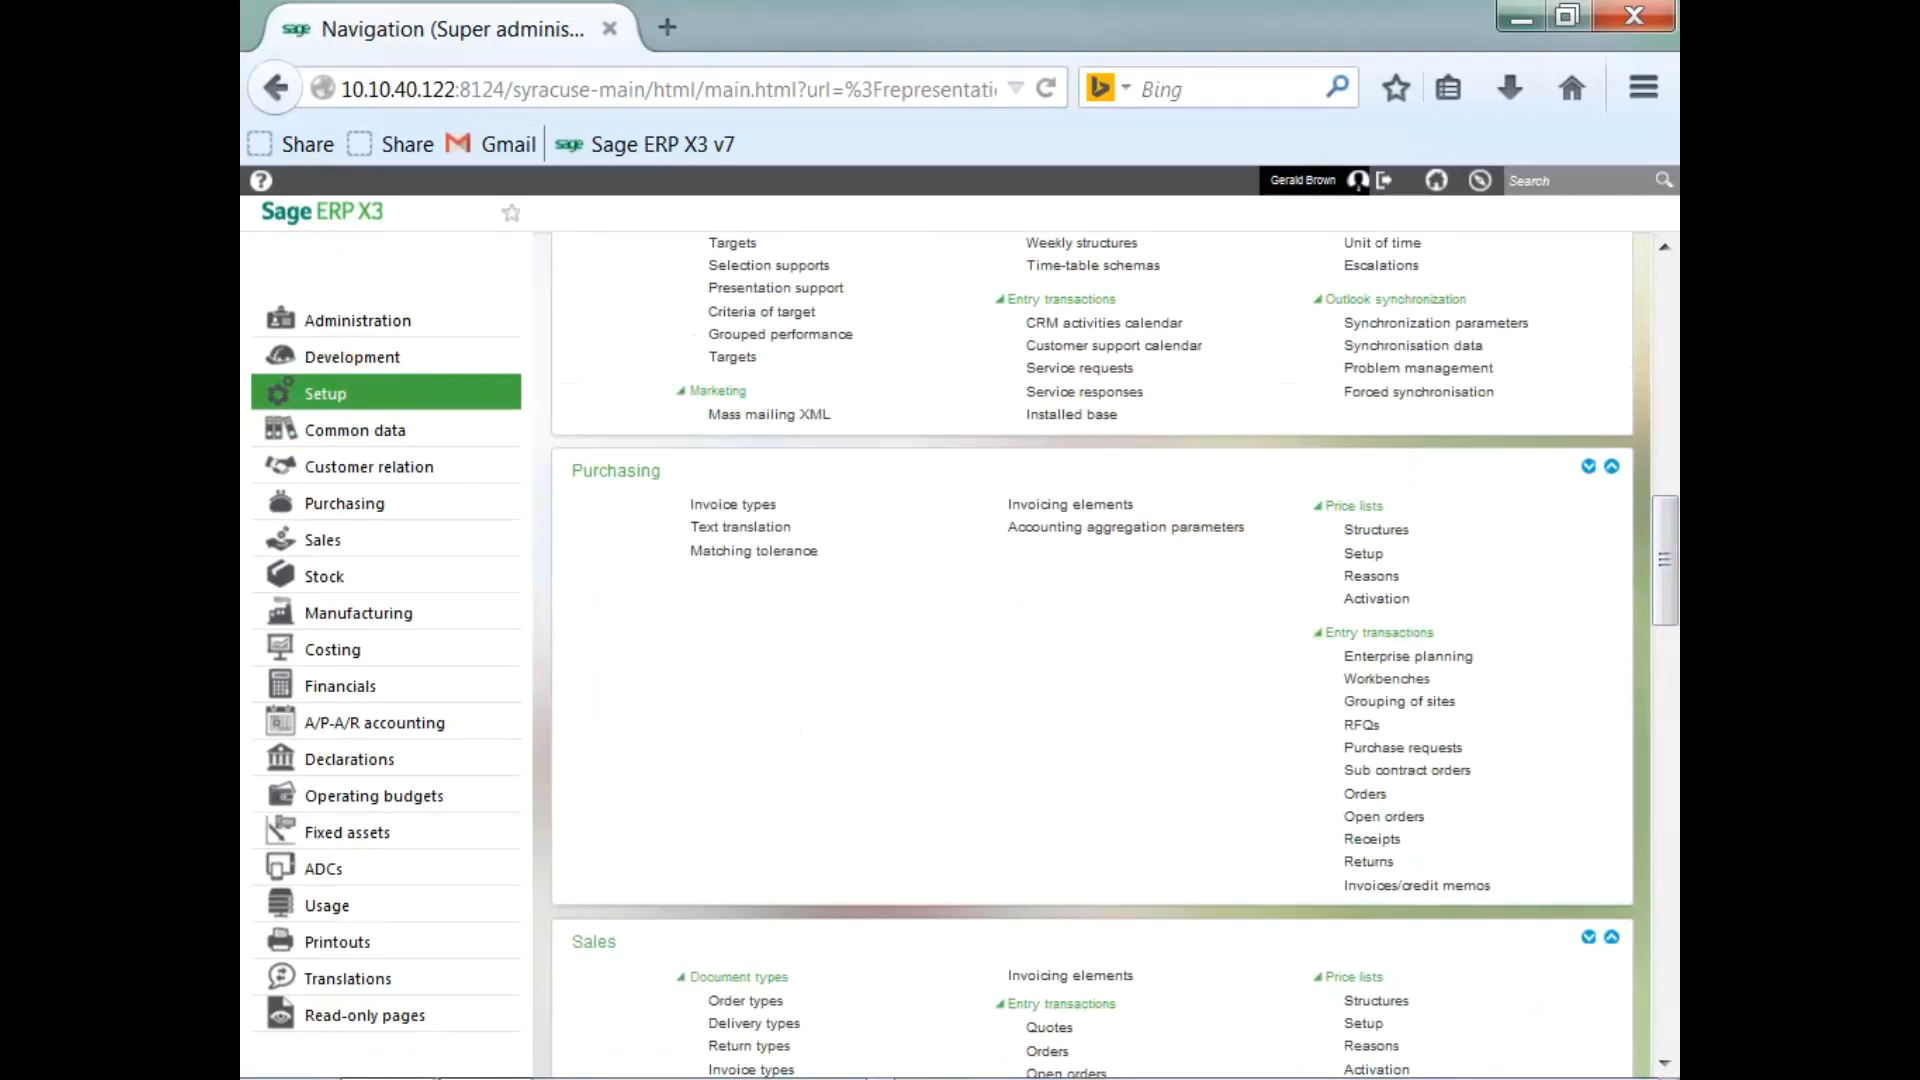 sage Navigation (Super adminis...
10.10.40.122:8124/syracuse-main/html/main.html?url=%3Frepresentati
Bing
Share
Share
Gmail
sage Sage ERP X3 v7
Gerald Brown
Search
Sage ERP X3
Administration
Development
Setup
Common data
Customer relation
Purchasing
Sales
Stock
Manufacturing
Costing
Financials
A/P-A/R accounting
Declarations
Operating budgets
Fixed assets
ADCs
Usage
Printouts
Translations
Read-only pages
Targets
Selection supports
Presentation support
Criteria of target
Grouped performance
Targets
Marketing
Mass mailing XML
Weekly structures
Time-table schemas
Entry transactions
CRM activities calendar
Customer support calendar
Service requests
Service responses
Installed base
Unit of time
Escalations
Outlook synchronization
Synchronization parameters
Synchronisation data
Problem management
Forced synchronisation
Purchasing
Invoice types
Text translation
Matching tolerance
Invoicing elements
Accounting aggregation parameters
Price lists
Structures
Setup
Reasons
Activation
Entry transactions
Enterprise planning
Workbenches
Grouping of sites
RFQs
Purchase requests
Sub contract orders
Orders
Open orders
Receipts
Returns
Invoices/credit memos
Sales
Document types
Order types
Delivery types
Return types
Invoice types
Invoicing elements
Entry transactions
Quotes
Orders
Open orders
Price lists
Structures
Setup
Reasons
Activation